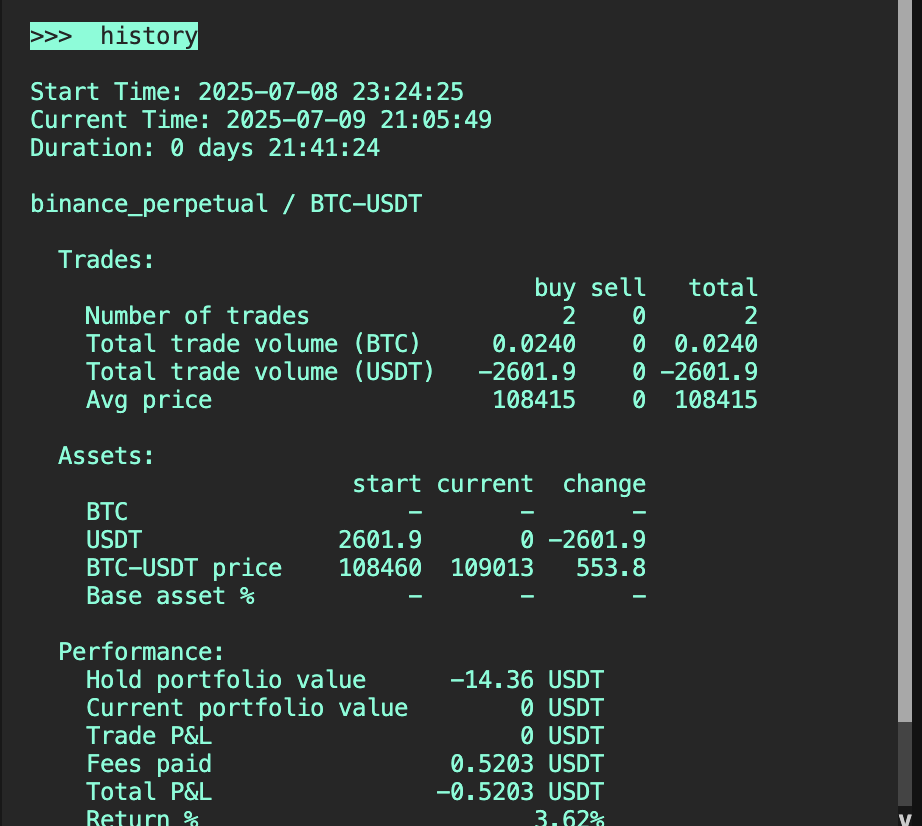 >>>  history
Start Time: 2025-07-08 23:24:25
Current Time: 2025-07-09 21:05:49
Duration: 0 days 21:41:24
binance_perpetual / BTC-USDT
Trades:
buy sell total
Number of trades 2 0 2
Total trade volume (BTC) 0.0240 0 0.0240
Total trade volume (USDT) -2601.9 0 -2601.9
Avg price 108415 0 108415
Assets:
start current change
BTC - - -
USDT 2601.9 0 -2601.9
BTC-USDT price 108460 109013 553.8
Base asset % - - -
Performance:
Hold portfolio value -14.36 USDT
Current portfolio value 0 USDT
Trade P&L 0 USDT
Fees paid 0.5203 USDT
Total P&L -0.5203 USDT
Return % 3.62%
v